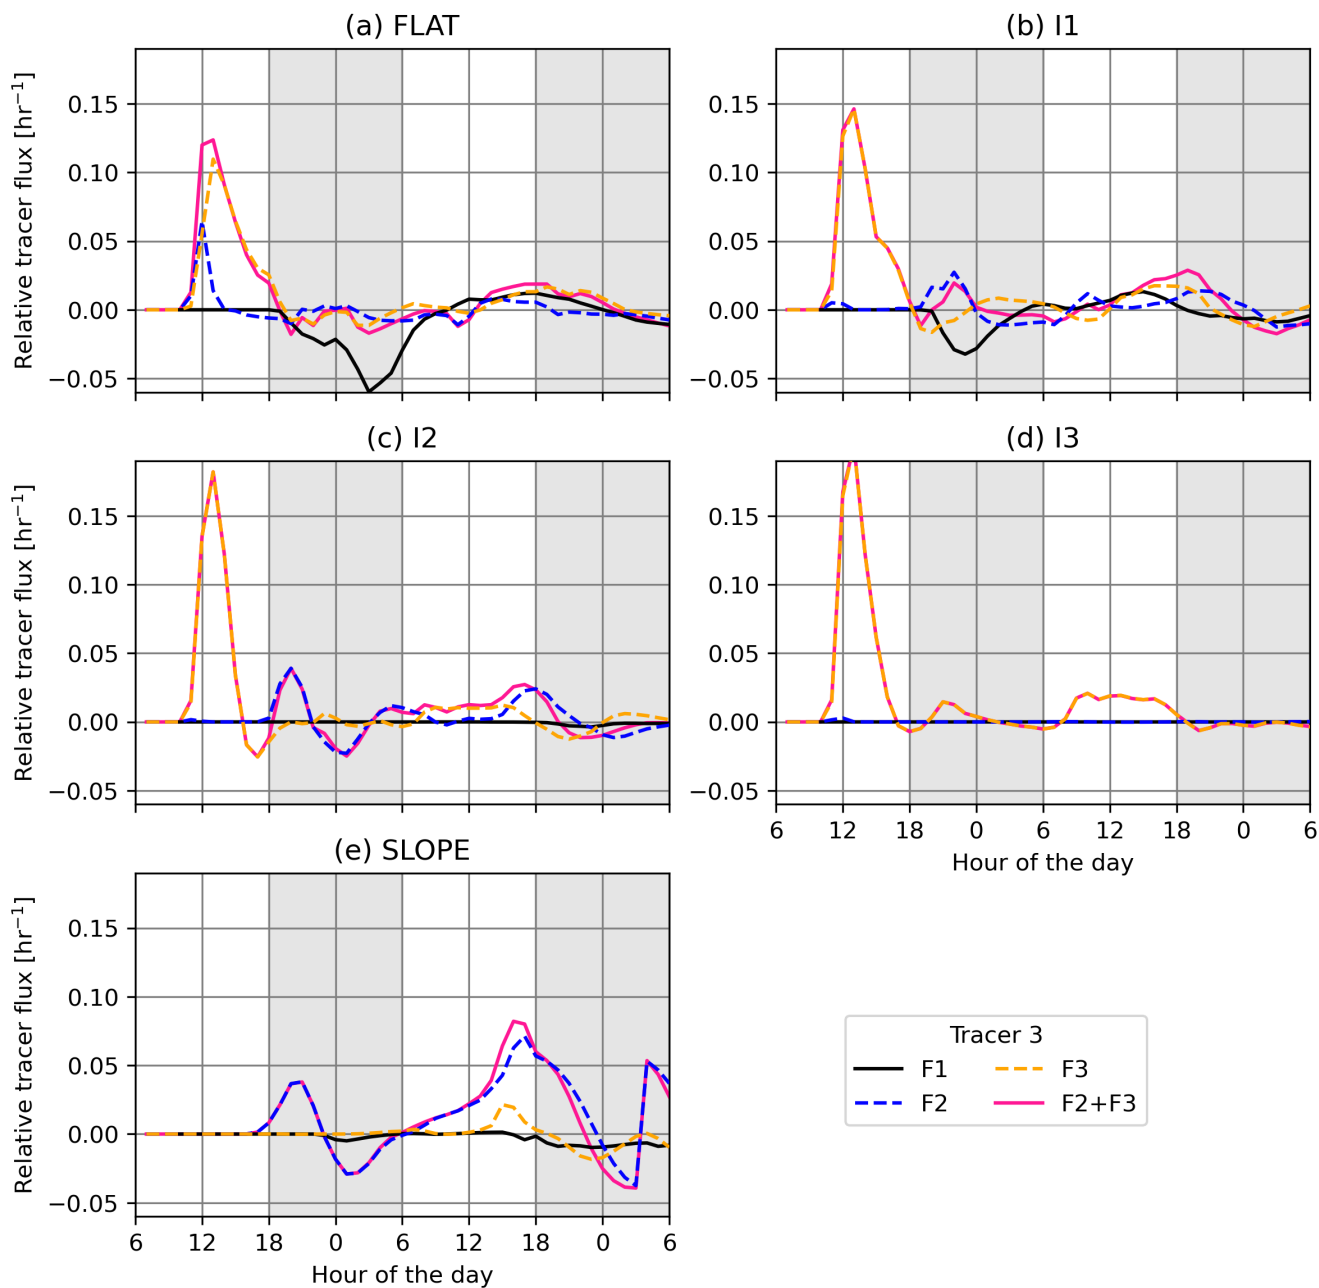 (a) FLAT
(b) I1
Relative tracer flux [hr⁻¹]
0.15
0.10
0.05
0.00
−0.05
0.15
0.10
0.05
0.00
−0.05
(c) I2
(d) I3
Relative tracer flux [hr⁻¹]
0.15
0.10
0.05
0.00
−0.05
0.15
0.10
0.05
0.00
−0.05
6 12 18 0 6 12 18 0 6
Hour of the day
(e) SLOPE
Relative tracer flux [hr⁻¹]
0.15
0.10
0.05
0.00
−0.05
6 12 18 0 6 12 18 0 6
Hour of the day
Tracer 3
F1 F3
F2 F2+F3